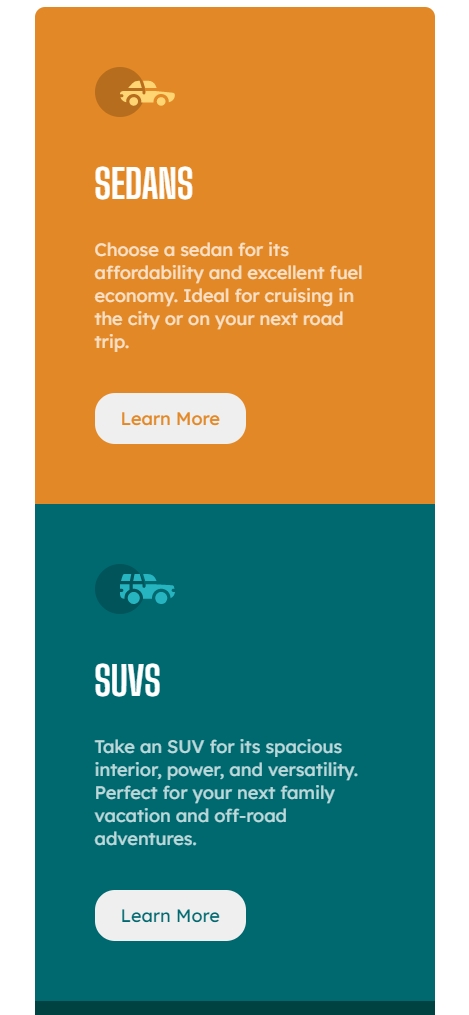 SEDANS
Choose a sedan for its
affordability and excellent fuel
economy. Ideal for cruising in
the city or on your next road
trip.
Learn More
SUVS
Take an SUV for its spacious
interior, power, and versatility.
Perfect for your next family
vacation and off-road
adventures.
Learn More